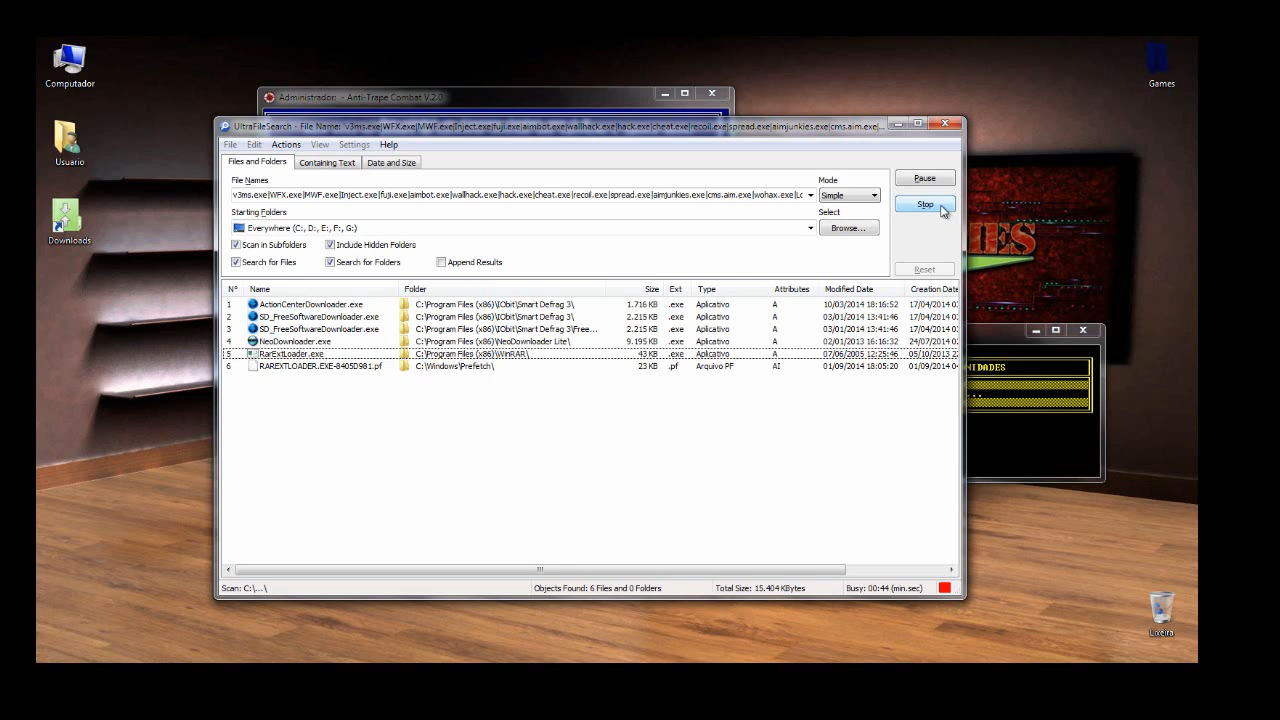 Computador
Games
Administrador: - Anti-Trape Combat V.2.0
UltraFileSearch - File Name: "v3ms.exe|WFX.exe|MWF.exe|Inject.exe|fuji.exe|aimbot.exe|wallhack.exe|hack.exe|cheat.exe|recoil.exe|spread.exe|aimjunkies.exe|cms.aim.exe|...
File Edit Actions View Settings Help
Files and Folders Containing Text Date and Size
Usuario
File Names Mode Pause
v3ms.exe|WFX.exe|MWF.exe|Inject.exe|fuji.exe|aimbot.exe|wallhack.exe|hack.exe|cheat.exe|recoil.exe|spread.exe|aimjunkies.exe|cms.aim.exe|wohax.exe|Lc Simple
Starting Folders Select Stop
Everywhere (C:, D:, E:, F:, G:) Browse...
Downloads
Scan in Subfolders Include Hidden Folders
Search for Files Search for Folders Append Results Reset
Nº Name Folder Size Ext Type Attributes Modified Date Creation Date
1 ActionCenterDownloader.exe C:\Program Files (x86)\IObit\Smart Defrag 3\ 1.716 KB .exe Aplicativo A 10/03/2014 18:16:52 17/04/2014 03
2 SD_FreeSoftwareDownloader.exe C:\Program Files (x86)\IObit\Smart Defrag 3\ 2.215 KB .exe Aplicativo A 03/01/2014 13:41:46 17/04/2014 03
3 SD_FreeSoftwareDownloader.exe C:\Program Files (x86)\IObit\Smart Defrag 3\Free... 2.215 KB .exe Aplicativo A 03/01/2014 13:41:46 17/04/2014 03
4 NeoDownloader.exe C:\Program Files (x86)\NeoDownloader Lite\ 9.195 KB .exe Aplicativo A 02/01/2013 16:16:32 24/07/2014 02
5 RarExtLoader.exe C:\Program Files (x86)\WinRAR\ 43 KB .exe Aplicativo A 07/06/2005 12:25:46 05/10/2013 22
6 RAREXTLOADER.EXE-8405D981.pf C:\Windows\Prefetch\ 23 KB .pf Arquivo PF AI 01/09/2014 18:05:20 01/09/2014 04
NIDADES
...
Scan: C:\...\ Objects Found: 6 Files and 0 Folders Total Size: 15.404 KBytes Busy: 00:44 (min.sec)
Lixeira